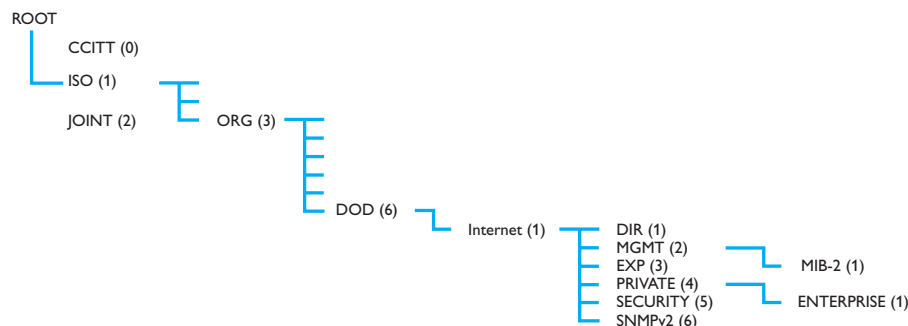 ROOT
CCITT (0)
ISO (1)
JOINT (2)
ORG (3)
DOD (6)
Internet (1)
DIR (1)
MGMT (2)
EXP (3)
MIB-2 (1)
PRIVATE (4)
SECURITY (5)
ENTERPRISE (1)
SNMPv2 (6)